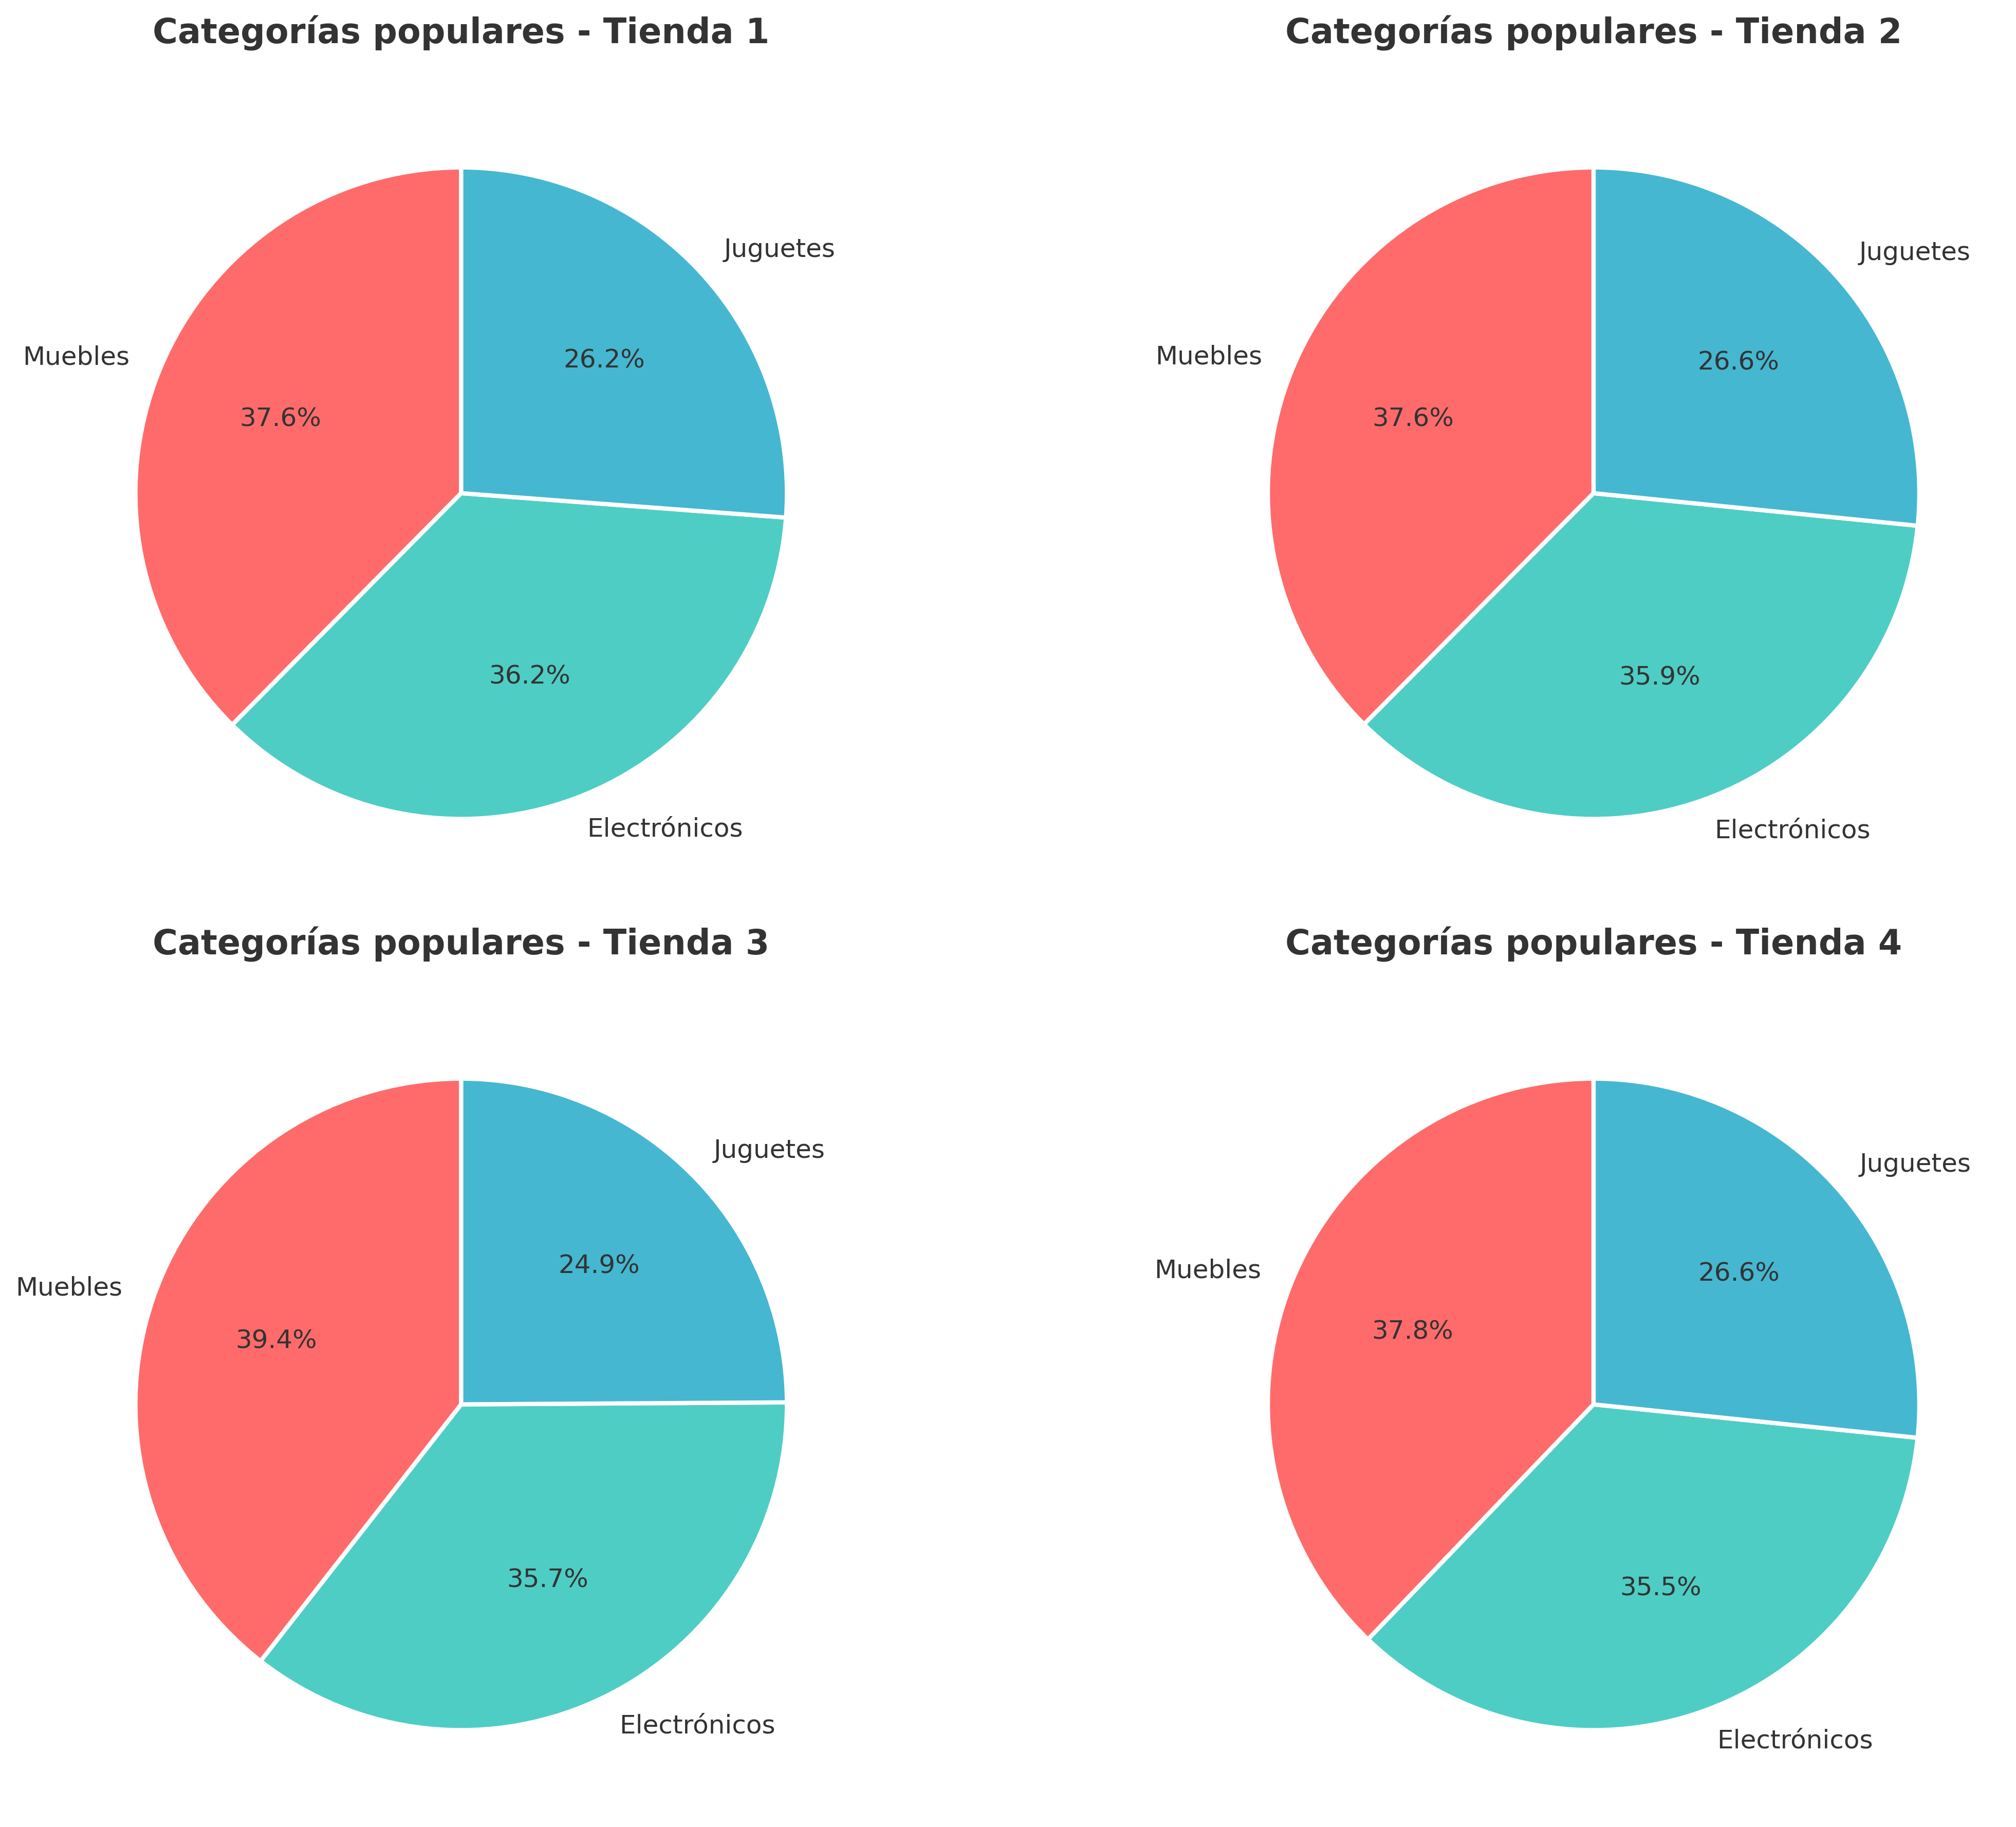 Categorías populares - Tienda 1
Juguetes
Muebles
26.2%
37.6%
36.2%
Electrónicos
Categorías populares - Tienda 2
Juguetes
Muebles
26.6%
37.6%
35.9%
Electrónicos
Categorías populares - Tienda 3
Juguetes
24.9%
Muebles
39.4%
35.7%
Electrónicos
Categorías populares - Tienda 4
Juguetes
Muebles
26.6%
37.8%
35.5%
Electrónicos